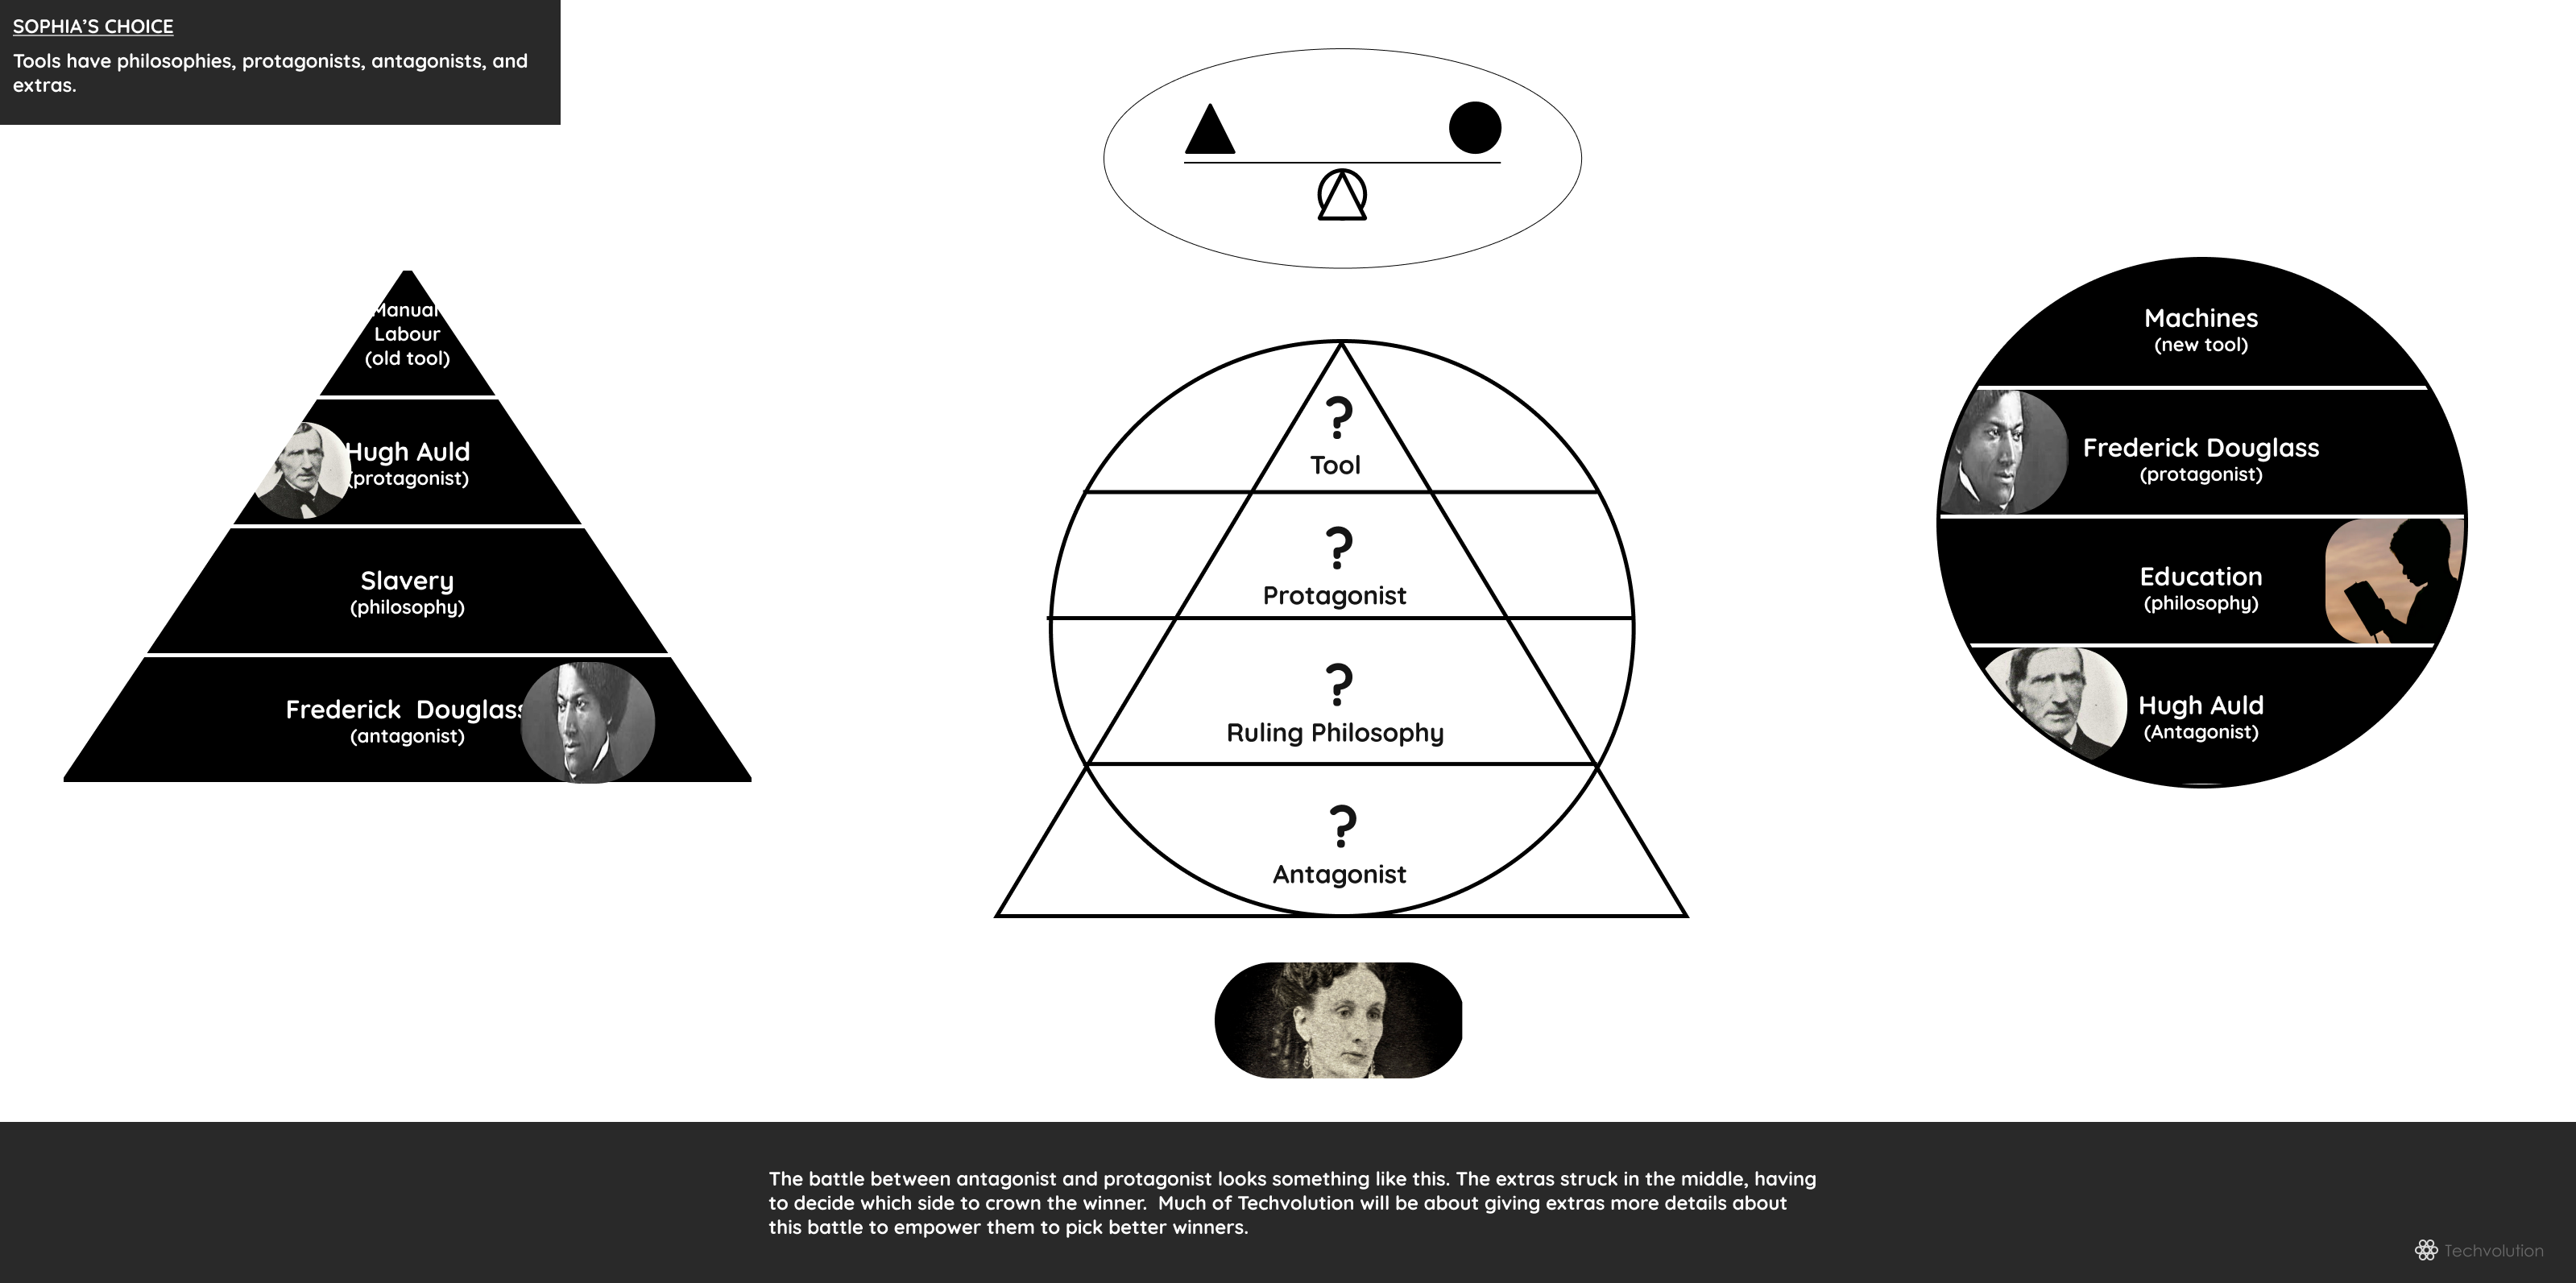 SOPHIA'S CHOICE
Tools have philosophies, protagonists, antagonists, and
extras.
Manual
Labour
(old tool)
Hugh Auld
(protagonist)
Slavery
(philosophy)
Frederick  Douglass
(antagonist)
?
Tool
?
Protagonist
?
Ruling Philosophy
?
Antagonist
Machines
(new tool)
Frederick Douglass
(protagonist)
Education
(philosophy)
Hugh Auld
(Antagonist)
The battle between antagonist and protagonist looks something like this. The extras struck in the middle, having
to decide which side to crown the winner.  Much of Techvolution will be about giving extras more details about
this battle to empower them to pick better winners.
Techvolution